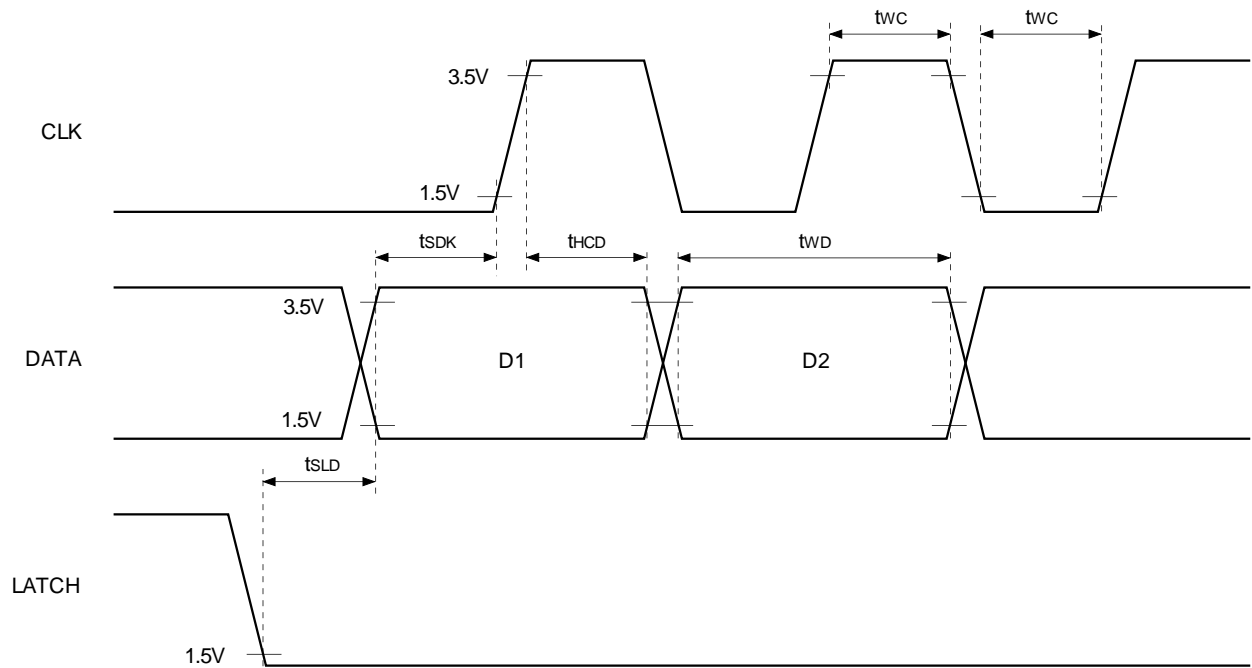 tWC
tWC
3.5V
CLK
1.5V
tSDK
tHCD
tWD
3.5V
DATA
D1
D2
1.5V
tSLD
LATCH
1.5V